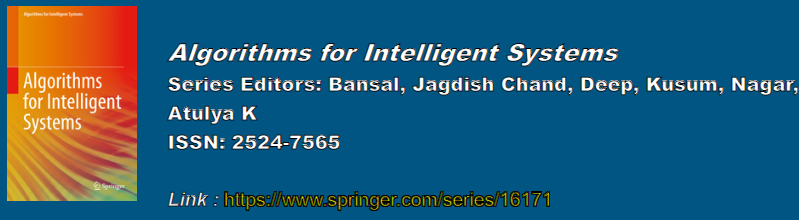 Algorithms for Intelligent Systems
Algorithms
for Intelligent
Systems
Springer
Algorithms for Intelligent Systems
Series Editors: Bansal, Jagdish Chand, Deep, Kusum, Nagar,
Atulya K
ISSN: 2524-7565
Link : https://www.springer.com/series/16171